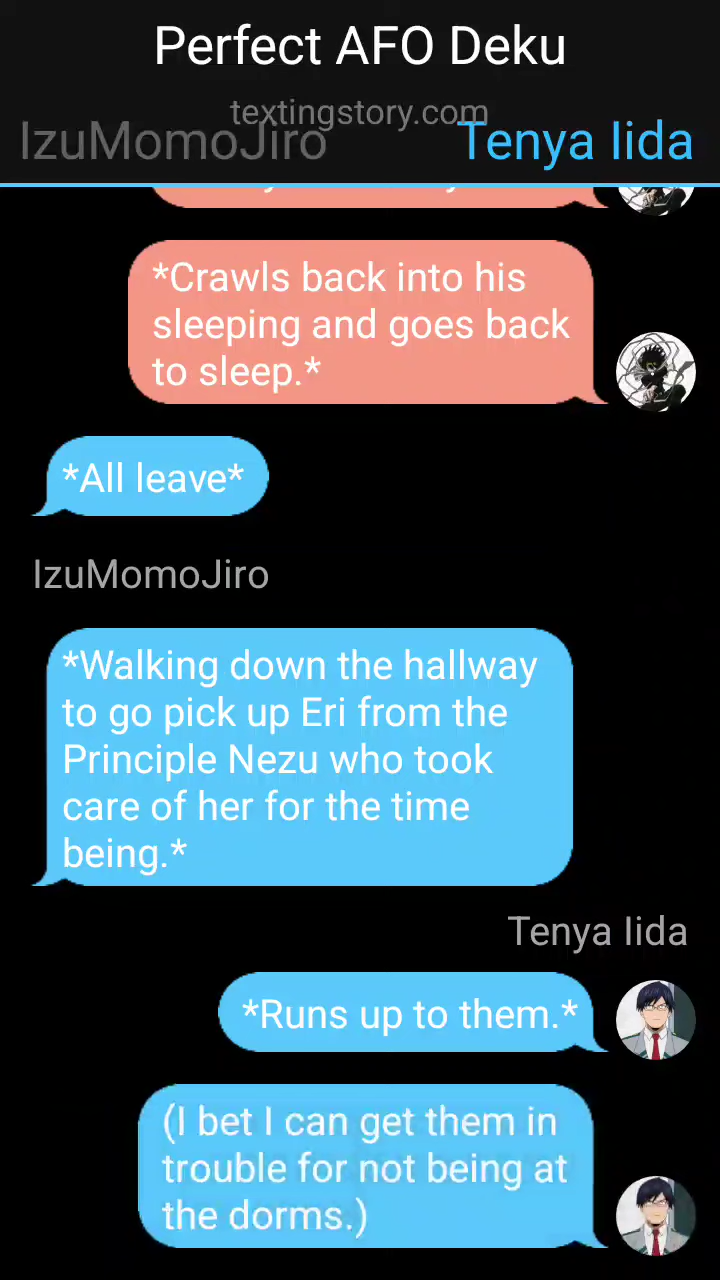 Perfect AFO Deku
textingstory.com
IzuMomoJiro
Tenya Iida
*Crawls back into his
sleeping and goes back
to sleep.*
*All leave*
IzuMomoJiro
*Walking down the hallway
to go pick up Eri from the
Principle Nezu who took
care of her for the time
being.*
Tenya Iida
*Runs up to them.*
(I bet I can get them in
trouble for not being at
the dorms.)